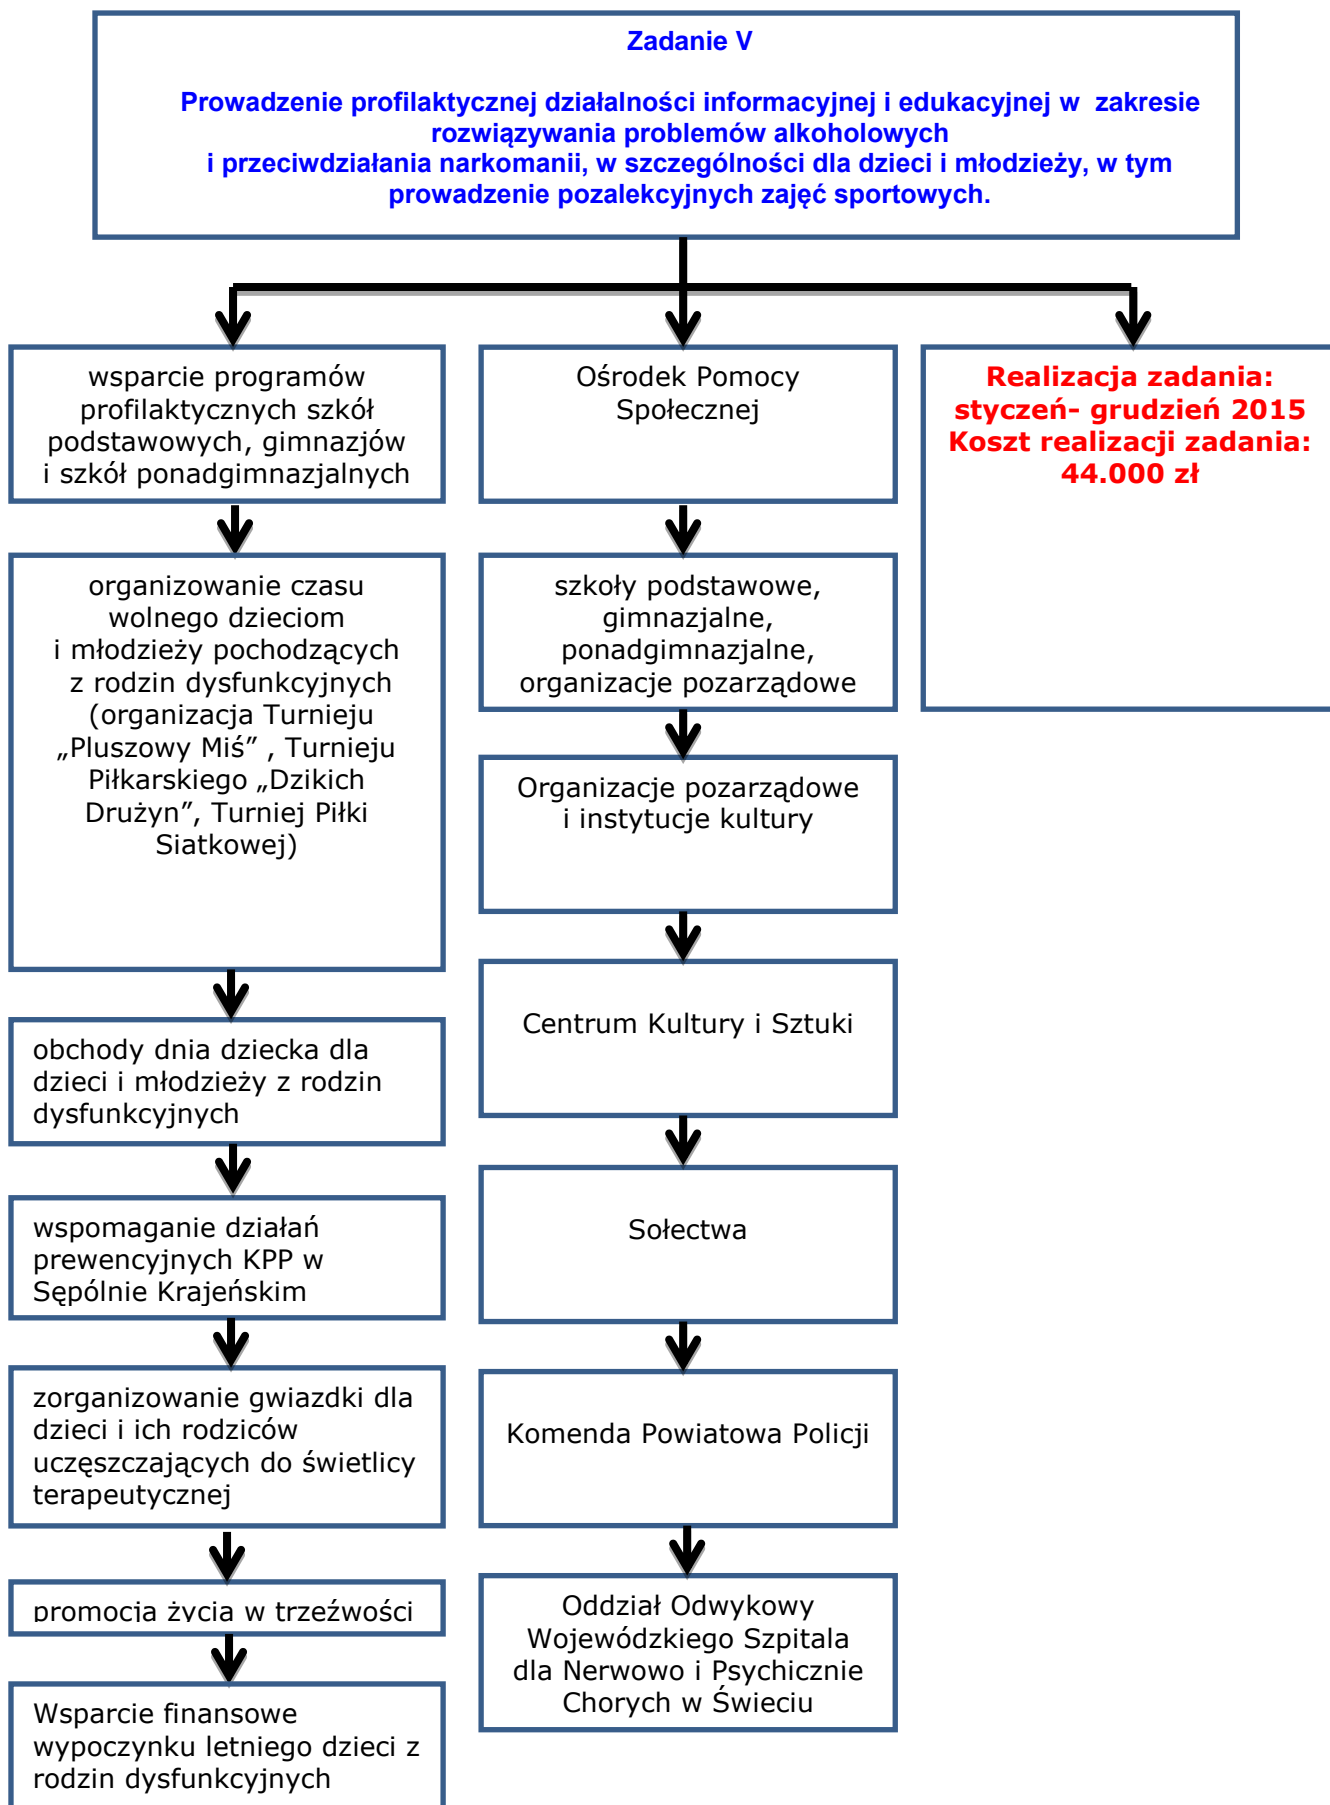 Zadanie V
Prowadzenie profilaktycznej działalności informacyjnej i edukacyjnej w zakresie
rozwiązywania problemów alkoholowych
i przeciwdziałania narkomanii, w szczególności dla dzieci i młodzieży, w tym
prowadzenie pozalekcyjnych zajęć sportowych.
wsparcie programów
profilaktycznych szkół
podstawowych, gimnazjów
i szkół ponadgimnazjalnych
organizowanie czasu
wolnego dzieciom
i młodzieży pochodzących
z rodzin dysfunkcyjnych
(organizacja Turnieju
„Pluszowy Miś” , Turnieju
Piłkarskiego „Dzikich
Drużyn”, Turniej Piłki
Siatkowej)
obchody dnia dziecka dla
dzieci i młodzieży z rodzin
dysfunkcyjnych
wspomaganie działań
prewencyjnych KPP w
Sępólnie Krajeńskim
zorganizowanie gwiazdki dla
dzieci i ich rodziców
uczęszczających do świetlicy
terapeutycznej
promocja życia w trzeźwości
Wsparcie finansowe
wypoczynku letniego dzieci z
rodzin dysfunkcyjnych
Ośrodek Pomocy
Społecznej
szkoły podstawowe,
gimnazjalne,
ponadgimnazjalne,
organizacje pozarządowe
Organizacje pozarządowe
i instytucje kultury
Centrum Kultury i Sztuki
Sołectwa
Komenda Powiatowa Policji
Oddział Odwykowy
Wojewódzkiego Szpitala
dla Nerwowo i Psychicznie
Chorych w Świeciu
Realizacja zadania:
styczeń- grudzień 2015
Koszt realizacji zadania:
44.000 zł